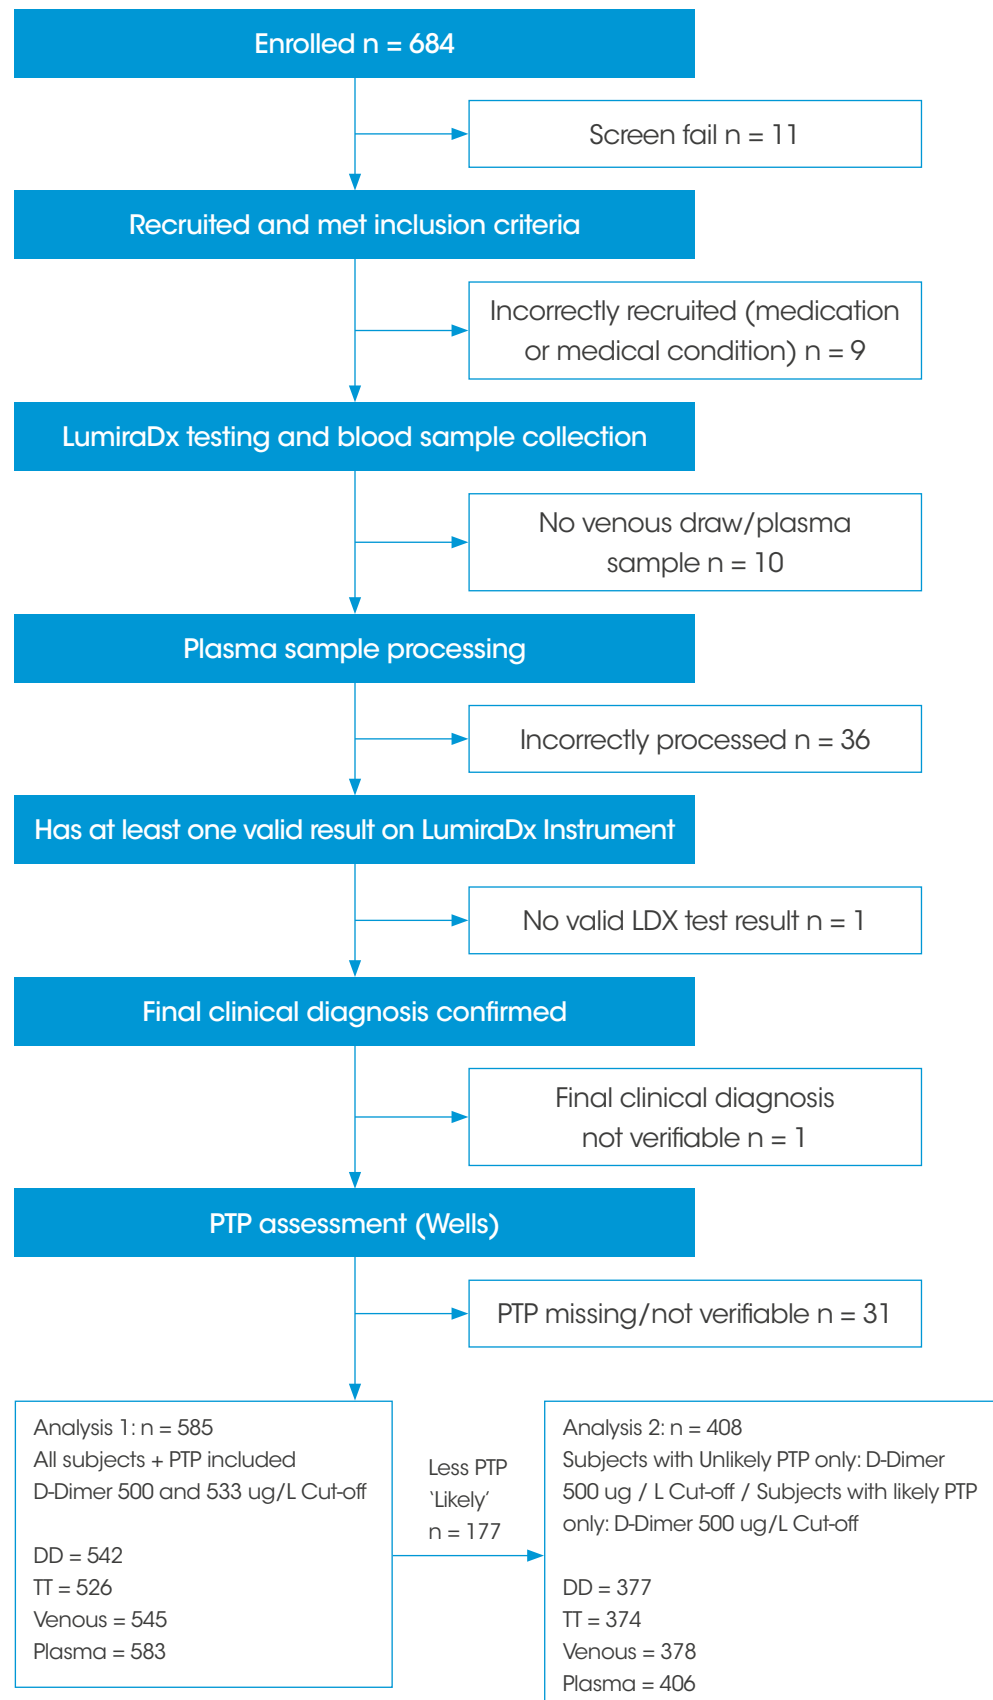 Enrolled n = 684
Screen fail n = 11
Recruited and met inclusion criteria
Incorrectly recruited (medication
or medical condition) n = 9
LumiraDx testing and blood sample collection
No venous draw/plasma
sample n = 10
Plasma sample processing
Incorrectly processed n = 36
Has at least one valid result on LumiraDx Instrument
No valid LDX test result n = 1
Final clinical diagnosis confirmed
Final clinical diagnosis
not verifiable n = 1
PTP assessment (Wells)
PTP missing/not verifiable n = 31
Analysis 1: n = 585
All subjects + PTP included
D-Dimer 500 and 533 ug/L Cut-off
DD = 542
TT = 526
Venous = 545
Plasma = 583
Less PTP
‘Likely’
n = 177
Analysis 2: n = 408
Subjects with Unlikely PTP only: D-Dimer
500 ug / L Cut-off / Subjects with likely PTP
only: D-Dimer 500 ug/L Cut-off
DD = 377
TT = 374
Venous = 378
Plasma = 406